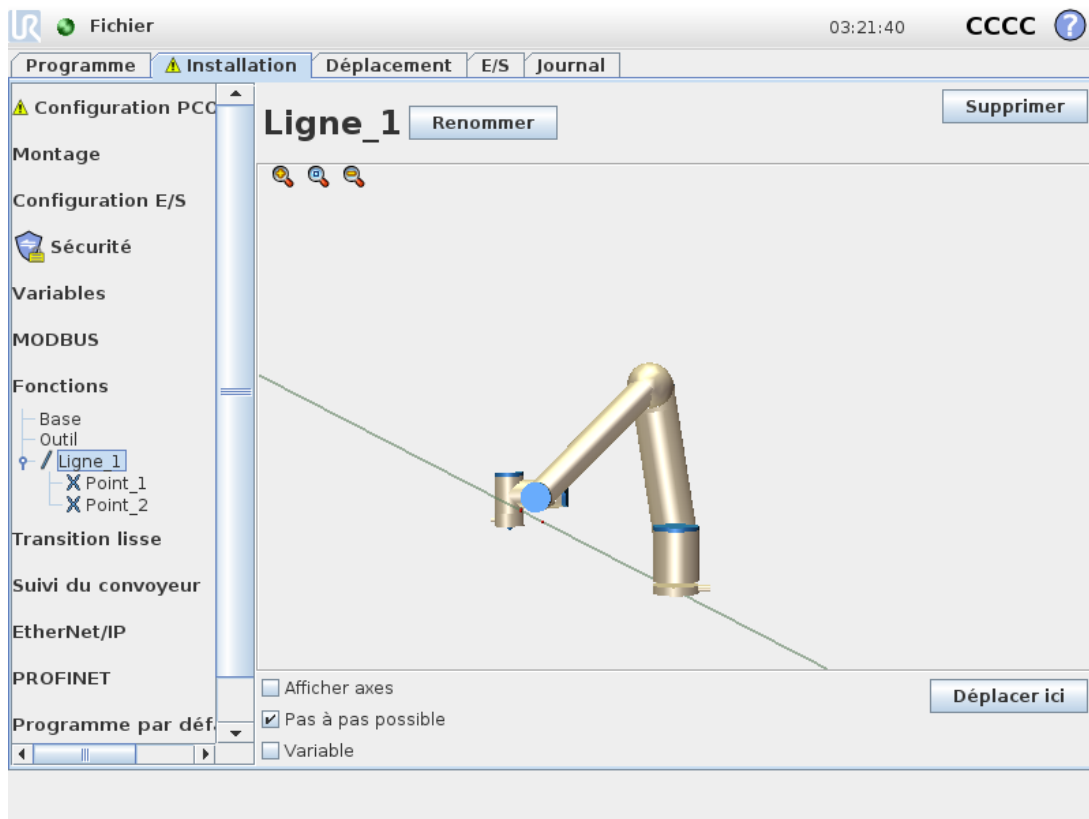 UR Fichier 03:21:40 CCCC ?
Programme Installation Déplacement E/S Journal
Configuration PCO
Montage
Configuration E/S
Sécurité
Variables
MODBUS
Fonctions
Base
Outil
Ligne_1
Point_1
Point_2
Transition lisse
Suivi du convoyeur
EtherNet/IP
PROFINET
Programme par déf
Ligne_1 Renommer Supprimer
Afficher axes
Pas à pas possible
Variable
Déplacer ici